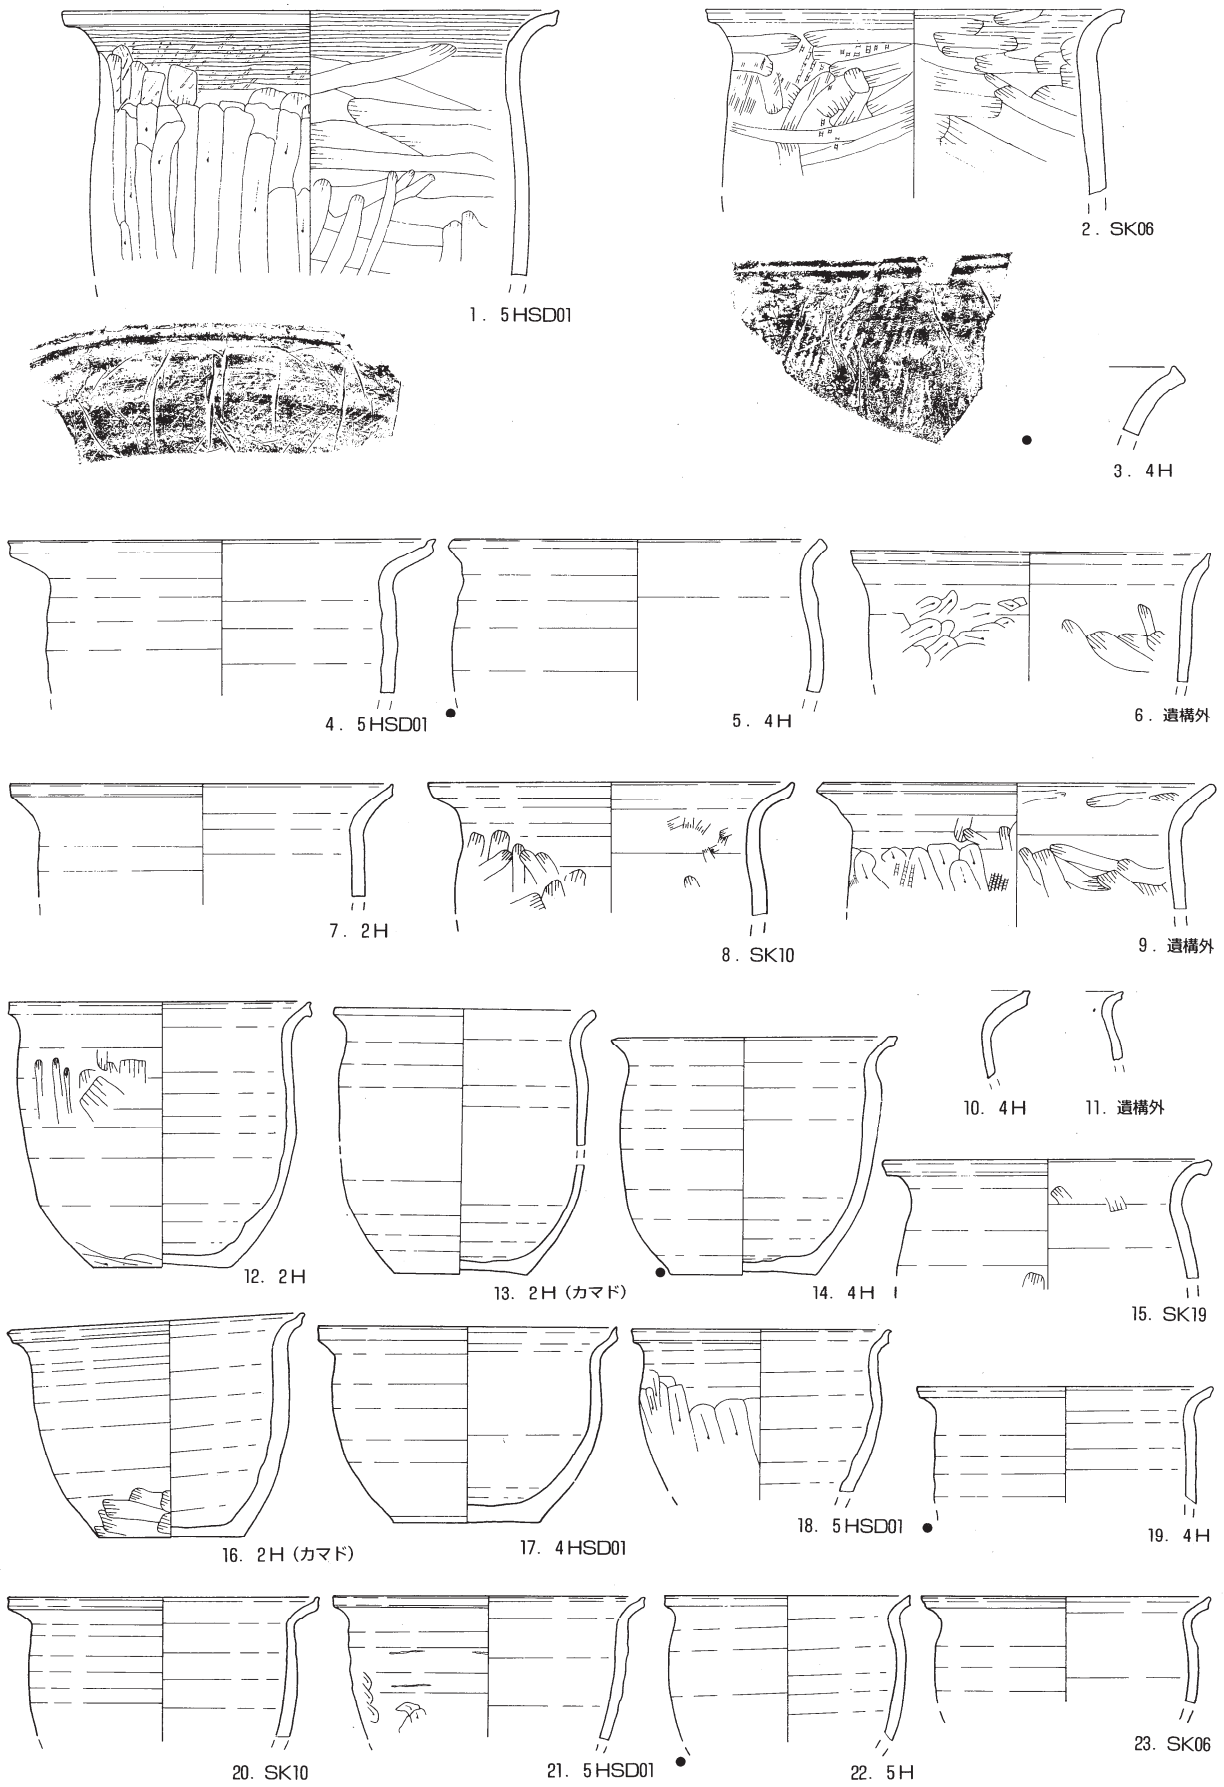 1. 5HSD01
2. SK06
3. 4H
4. 5HSD01
5. 4H
6. 遺構外
7. 2H
8. SK10
9. 遺構外
10. 4H
11. 遺構外
12. 2H
13. 2H(カマド)
14. 4H
15. SK19
16. 2H(カマド)
17. 4HSD01
18. 5HSD01
19. 4H
20. SK10
21. 5HSD01
22. 5H
23. SK06